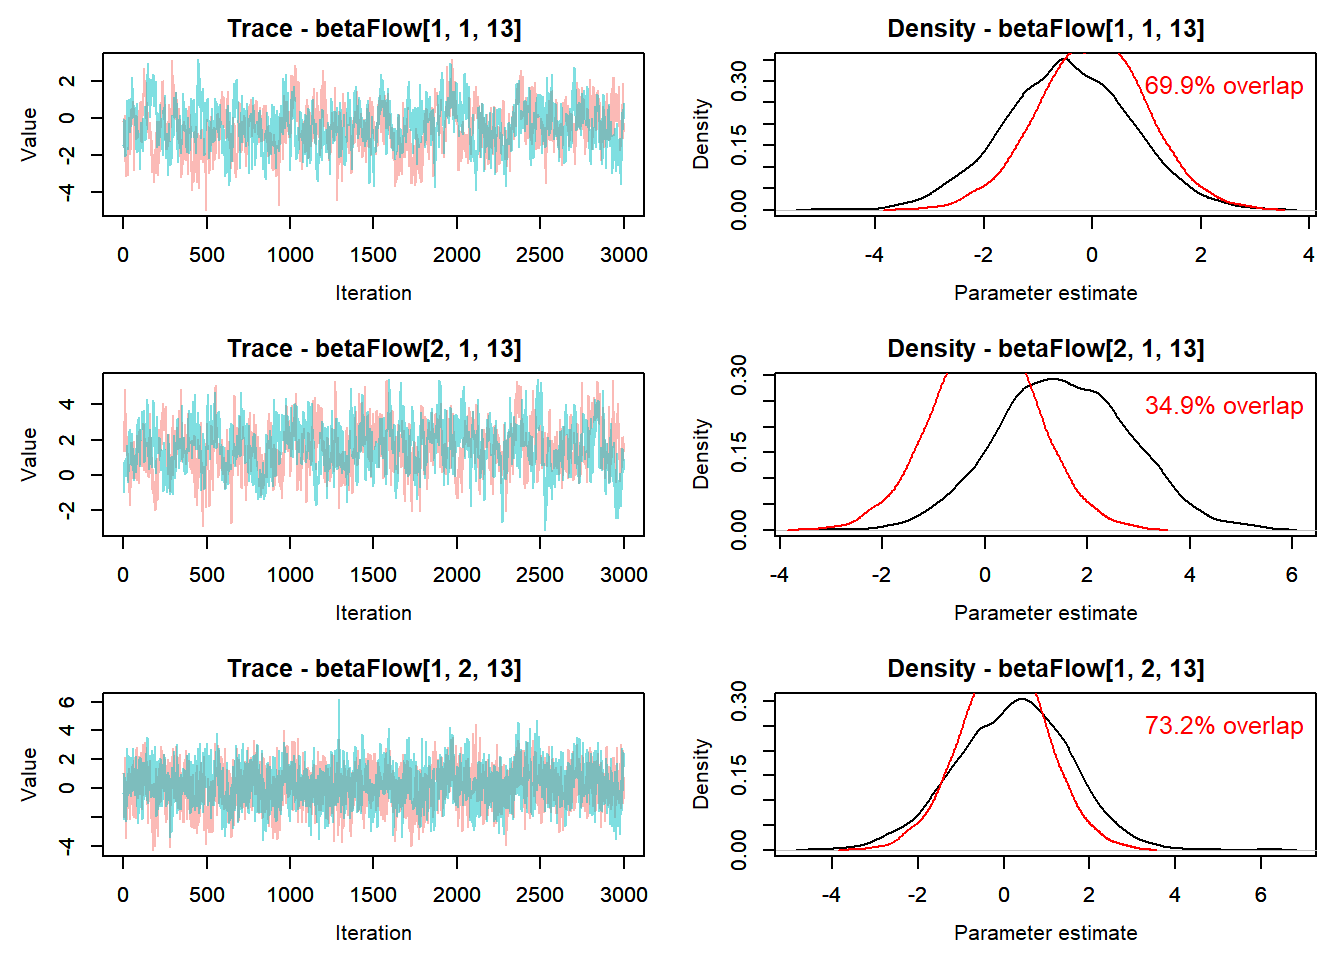 Trace - betaFlow[1, 1, 13]
Value
2
0
-2
-4
0 500 1000 1500 2000 2500 3000
Iteration
Density - betaFlow[1, 1, 13]
Density
0.30
0.15
0.00
69.9% overlap
-4 -2 0 2 4
Parameter estimate
Trace - betaFlow[2, 1, 13]
Value
4
2
0
-2
0 500 1000 1500 2000 2500 3000
Iteration
Density - betaFlow[2, 1, 13]
Density
0.30
0.15
0.00
34.9% overlap
-4 -2 0 2 4 6
Parameter estimate
Trace - betaFlow[1, 2, 13]
Value
6
4
2
0
-4
0 500 1000 1500 2000 2500 3000
Iteration
Density - betaFlow[1, 2, 13]
Density
0.30
0.15
0.00
73.2% overlap
-4 -2 0 2 4 6
Parameter estimate